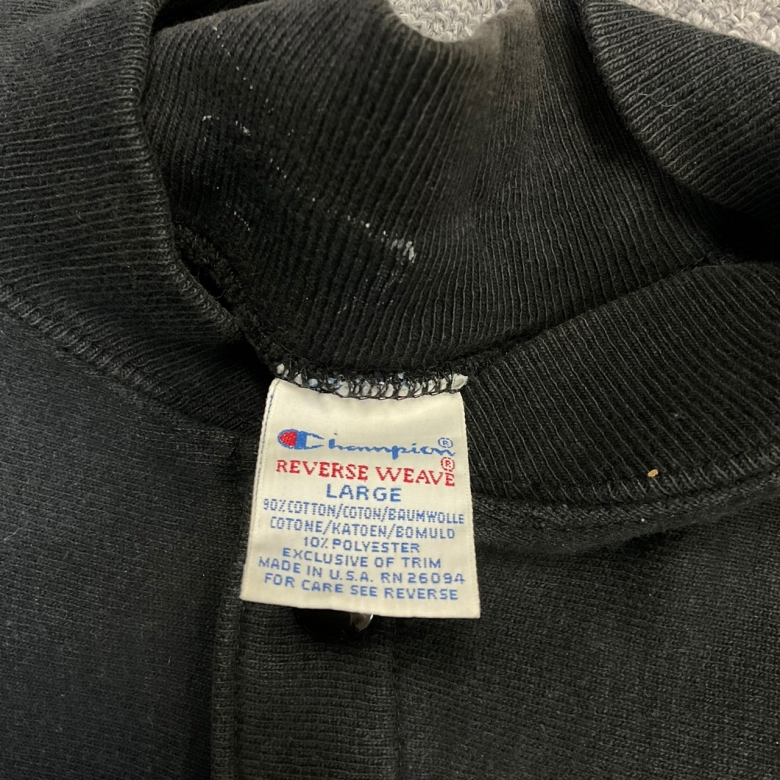 Champion®
REVERSE WEAVE®
LARGE
90% COTTON/COTON/BAUMWOLLE
COTONE/KATOEN/BOMULD
10% POLYESTER
EXCLUSIVE OF TRIM
MADE IN U.S.A. RN 26094
FOR CARE SEE REVERSE